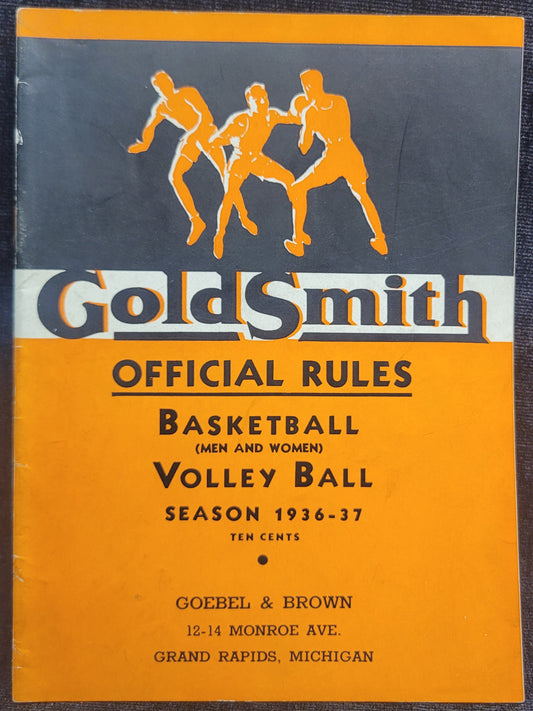 GoldSmith
OFFICIAL RULES
BASKETBALL
(MEN AND WOMEN)
VOLLEY BALL
SEASON 1936-37
TEN CENTS
GOEBEL & BROWN
12-14 MONROE AVE.
GRAND RAPIDS, MICHIGAN